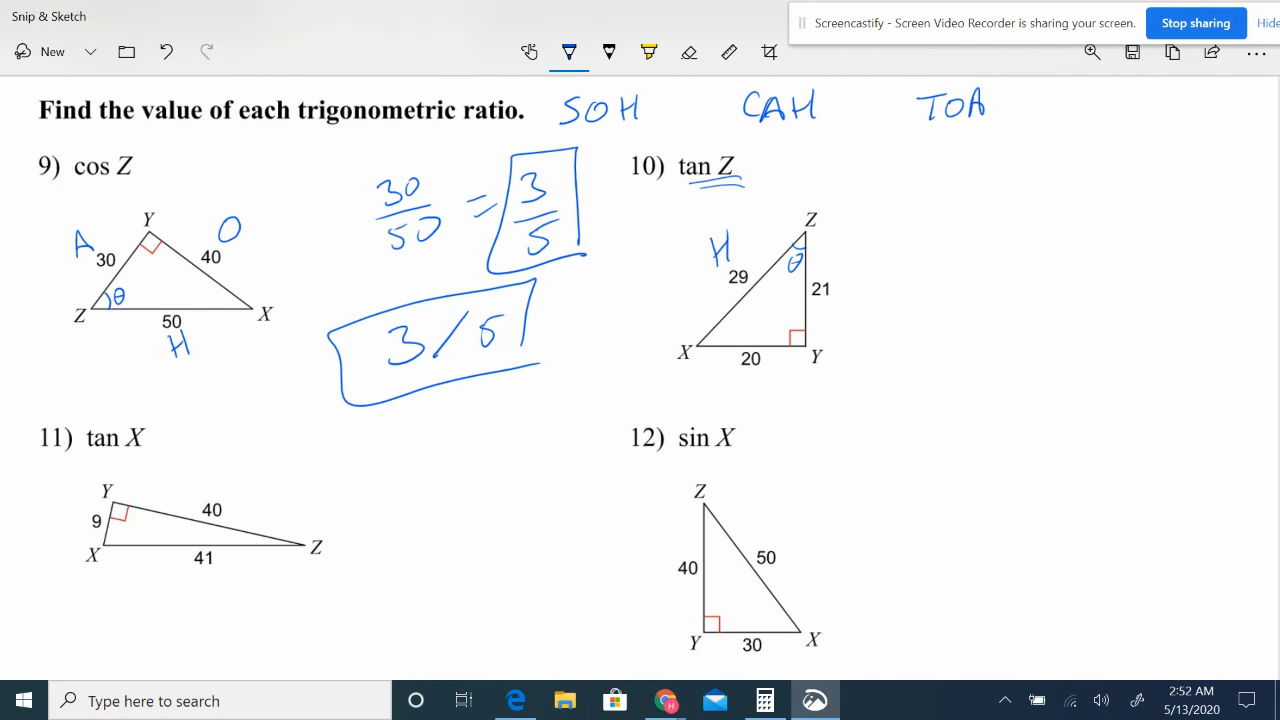 Snip & Sketch
Screencastify - Screen Video Recorder is sharing your screen.
Stop sharing
Hide
New
Find the value of each trigonometric ratio.
SOH CAH TOA
9) cos Z
30/50 = 3/5
3/5
Y
A
O
30
40
θ
Z
50
X
H
10) tan Z
Z
H
θ
29
21
X
20
Y
11) tan X
Y
40
9
X
41
Z
12) sin X
Z
40
50
Y
30
X
Type here to search
2:52 AM
5/13/2020